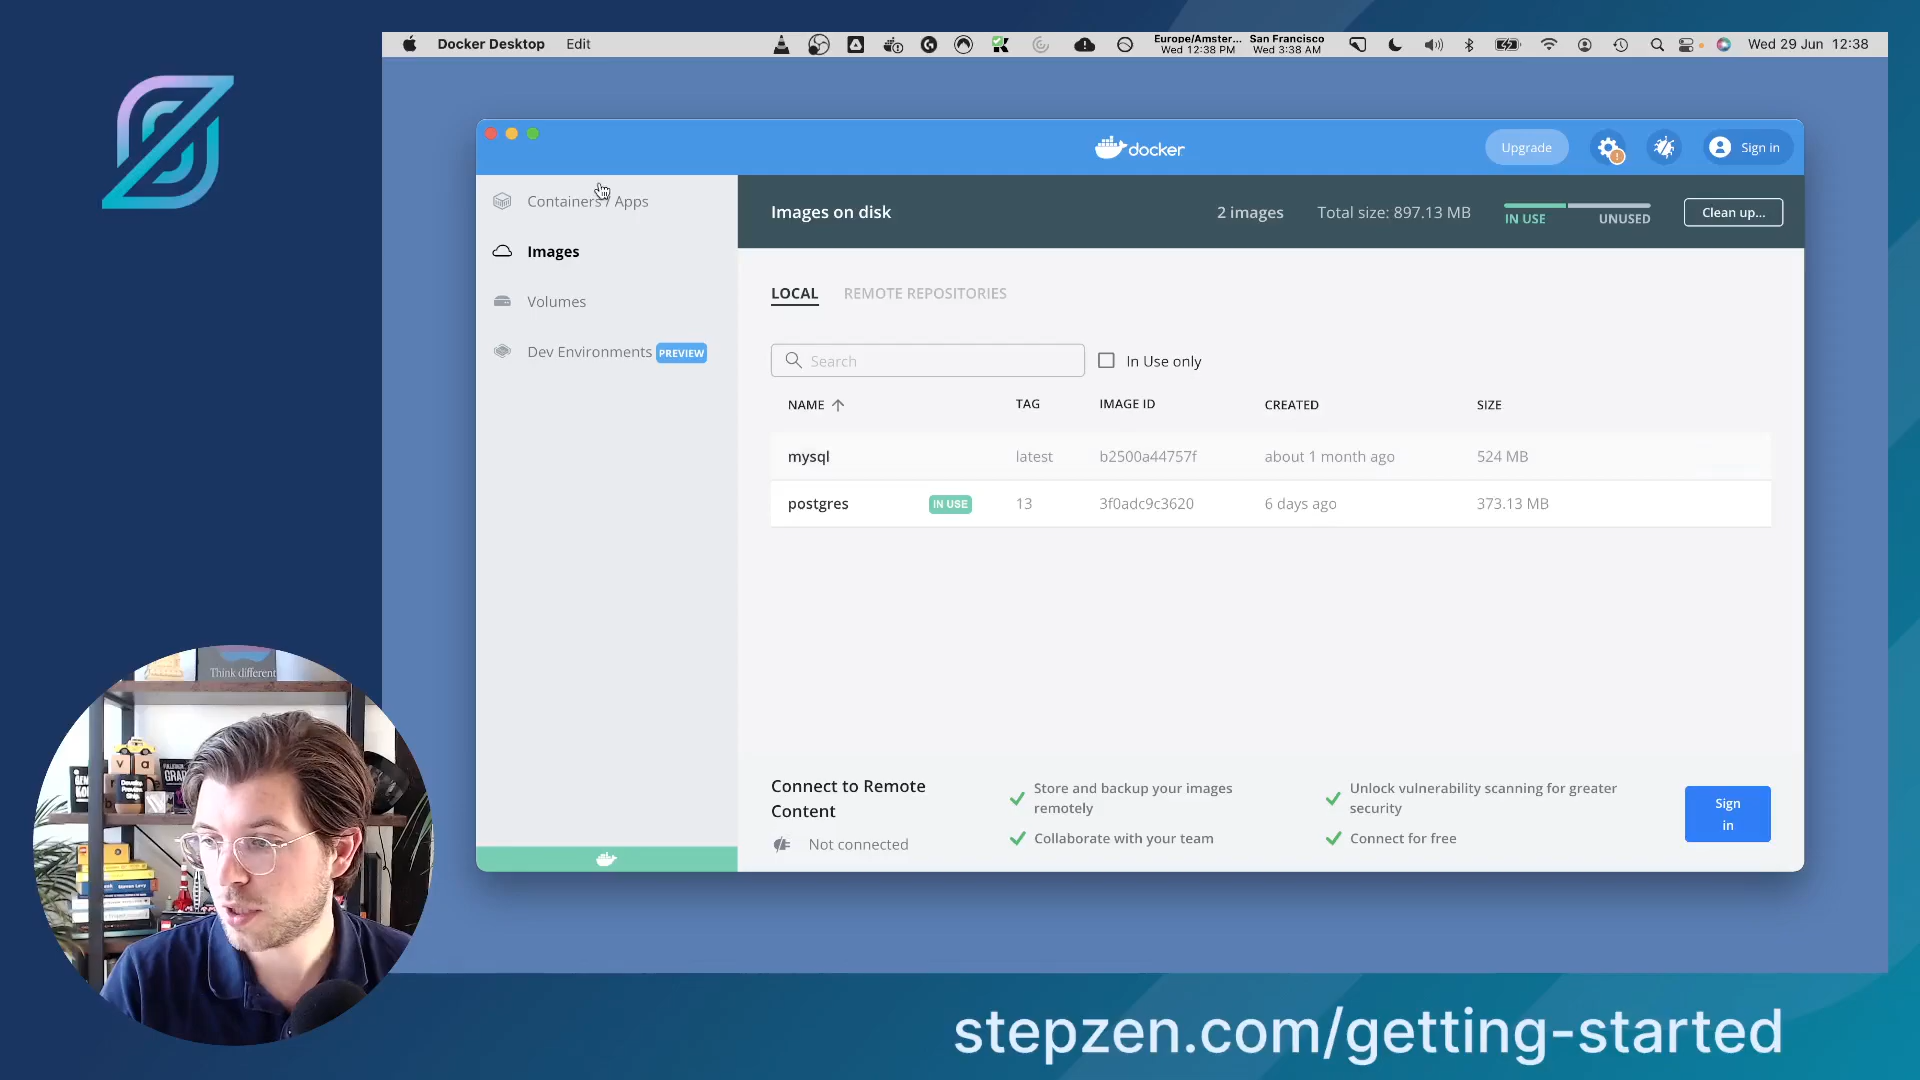 Docker Desktop Edit
Europe/Amster... San Francisco
Wed 12:38 PM Wed 3:38 AM
Wed 29 Jun 12:38
docker
Upgrade
Sign in
Containers / Apps
Images
Volumes
Dev Environments PREVIEW
Images on disk
2 images
Total size: 897.13 MB
IN USE UNUSED
Clean up...
LOCAL REMOTE REPOSITORIES
Search
In Use only
NAME TAG IMAGE ID CREATED SIZE
mysql latest b2500a44757f about 1 month ago 524 MB
postgres IN USE 13 3f0adc9c3620 6 days ago 373.13 MB
Connect to Remote
Content
Not connected
Store and backup your images
remotely
Collaborate with your team
Unlock vulnerability scanning for greater
security
Connect for free
Sign
in
Think different
stepzen.com/getting-started